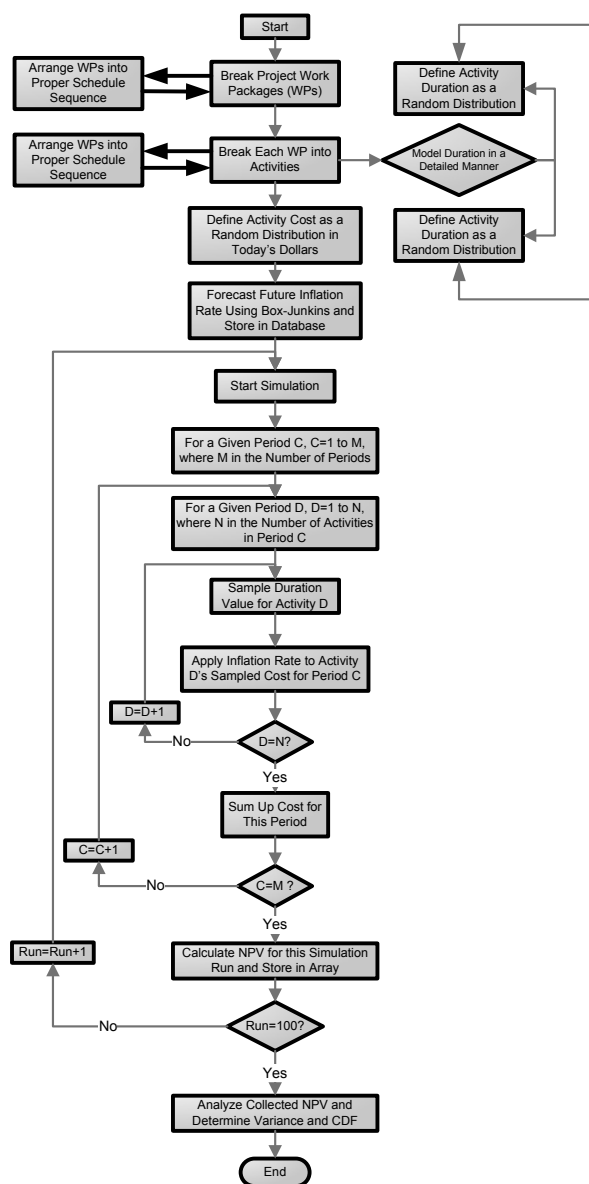 Start
Arrange WPs into
Proper Schedule
Sequence
Break Project Work
Packages (WPs)
Define Activity
Duration as a
Random Distribution
Arrange WPs into
Proper Schedule
Sequence
Break Each WP into
Activities
Model Duration in a
Detailed Manner
Define Activity Cost as a
Random Distribution in
Today's Dollars
Define Activity
Duration as a
Random Distribution
Forecast Future Inflation
Rate Using Box-Junkins and
Store in Database
Start Simulation
For a Given Period C, C=1 to M,
where M in the Number of Periods
For a Given Period D, D=1 to N,
where N in the Number of Activities
in Period C
Sample Duration
Value for Activity D
Apply Inflation Rate to Activity
D's Sampled Cost for Period C
D=D+1
No
D=N?
Yes
Sum Up Cost for
This Period
C=C+1
No
C=M ?
Yes
Run=Run+1
Calculate NPV for this Simulation
Run and Store in Array
No
Run=100?
Yes
Analyze Collected NPV and
Determine Variance and CDF
End